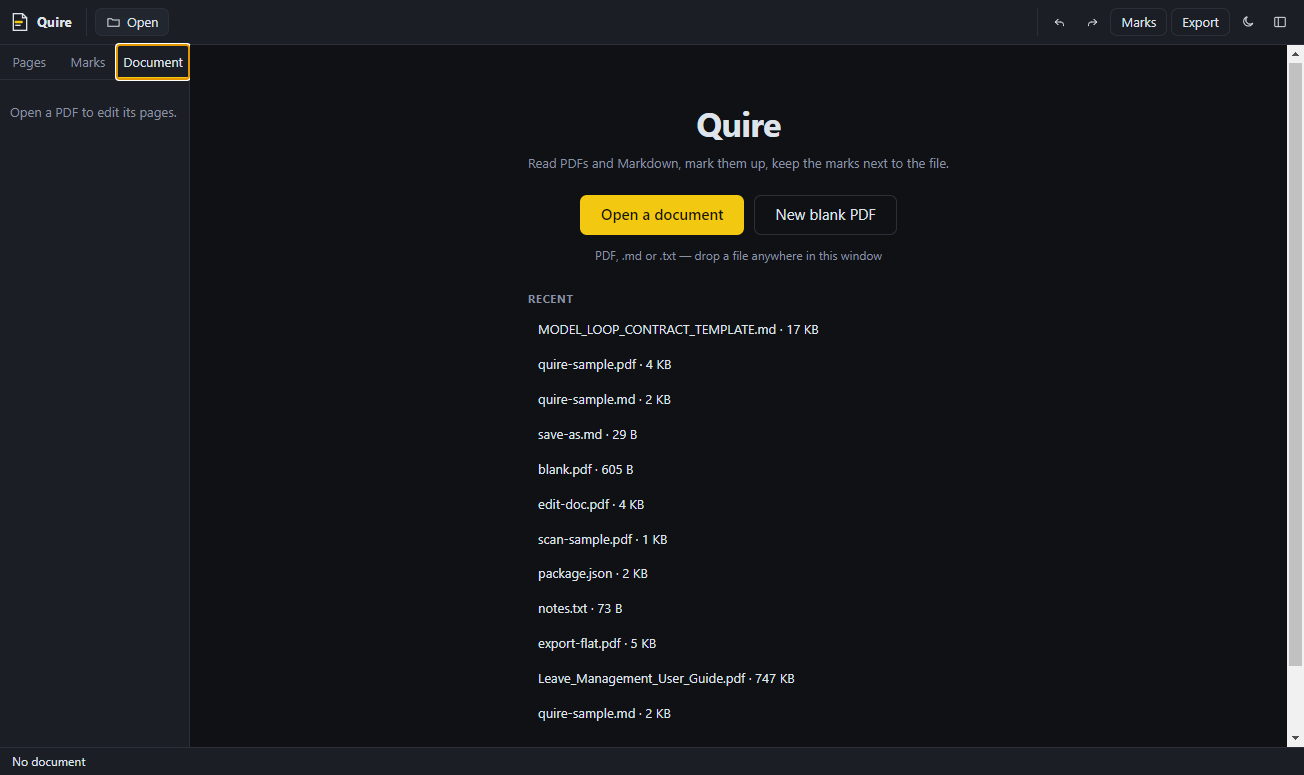 Quire
Open
Marks
Export
Pages
Marks
Document
Open a PDF to edit its pages.
Quire
Read PDFs and Markdown, mark them up, keep the marks next to the file.
Open a document
New blank PDF
PDF, .md or .txt — drop a file anywhere in this window
RECENT
MODEL_LOOP_CONTRACT_TEMPLATE.md · 17 KB
quire-sample.pdf · 4 KB
quire-sample.md · 2 KB
save-as.md · 29 B
blank.pdf · 605 B
edit-doc.pdf · 4 KB
scan-sample.pdf · 1 KB
package.json · 2 KB
notes.txt · 73 B
export-flat.pdf · 5 KB
Leave_Management_User_Guide.pdf · 747 KB
quire-sample.md · 2 KB
No document